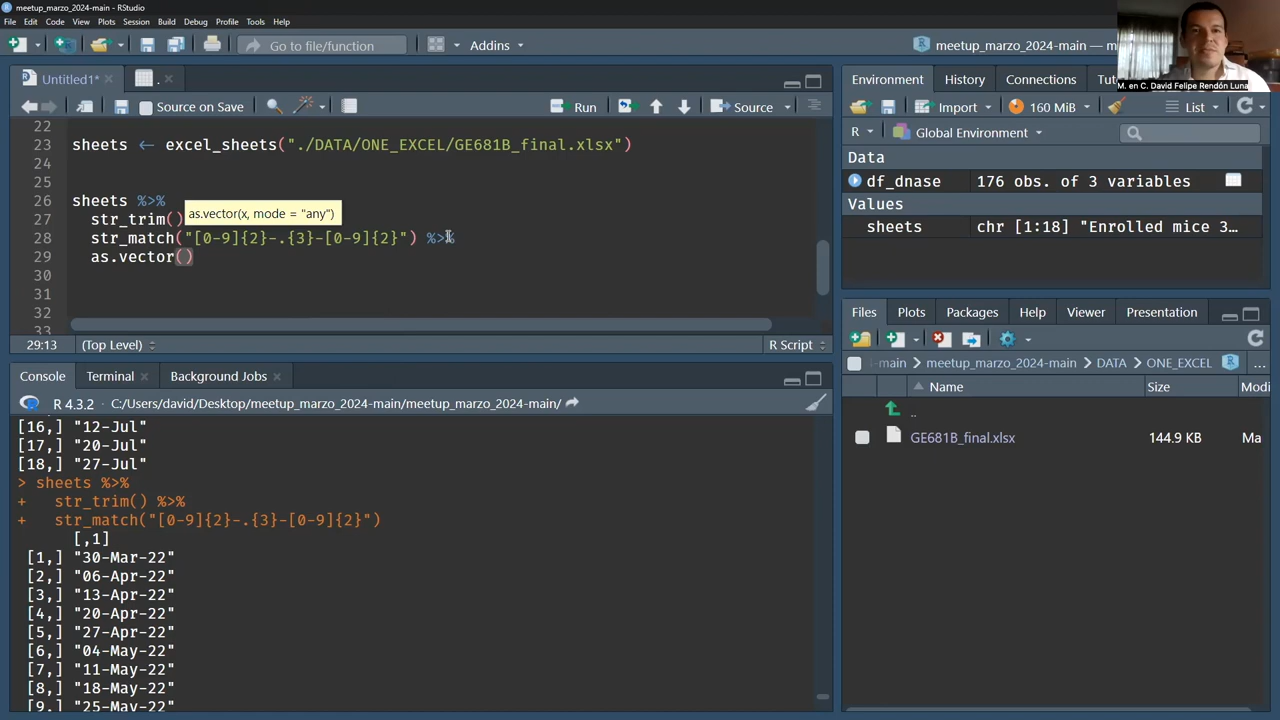 meetup_marzo_2024-main - RStudio
File Edit Code View Plots Session Build Debug Profile Tools Help
Go to file/function
Addins
meetup_marzo_2024-main —
M. en C. David Felipe Rendón Luna
Untitled1*
.
Source on Save
Run
Source
22
23 sheets ← excel_sheets("./DATA/ONE_EXCEL/GE681B_final.xlsx")
24
25
26 sheets %>%
as.vector(x, mode = "any")
27 str_trim()
28 str_match("[0-9]{2}-.{3}-[0-9]{2}") %>%
29 as.vector()
30
31
32
33
29:13 (Top Level) R Script
Console Terminal Background Jobs
R 4.3.2 · C:/Users/david/Desktop/meetup_marzo_2024-main/meetup_marzo_2024-main/
[16,] "12-Jul"
[17,] "20-Jul"
[18,] "27-Jul"
> sheets %>%
+ str_trim() %>%
+ str_match("[0-9]{2}-.{3}-[0-9]{2}")
[,1]
[1,] "30-Mar-22"
[2,] "06-Apr-22"
[3,] "13-Apr-22"
[4,] "20-Apr-22"
[5,] "27-Apr-22"
[6,] "04-May-22"
[7,] "11-May-22"
[8,] "18-May-22"
[9,] "25-May-22"
Environment History Connections Tu
Import 160 MiB List
R Global Environment
Data
df_dnase 176 obs. of 3 variables
Values
sheets chr [1:18] "Enrolled mice 3…
Files Plots Packages Help Viewer Presentation
l-main meetup_marzo_2024-main DATA ONE_EXCEL ...
Name Size Modi
..
GE681B_final.xlsx 144.9 KB Ma